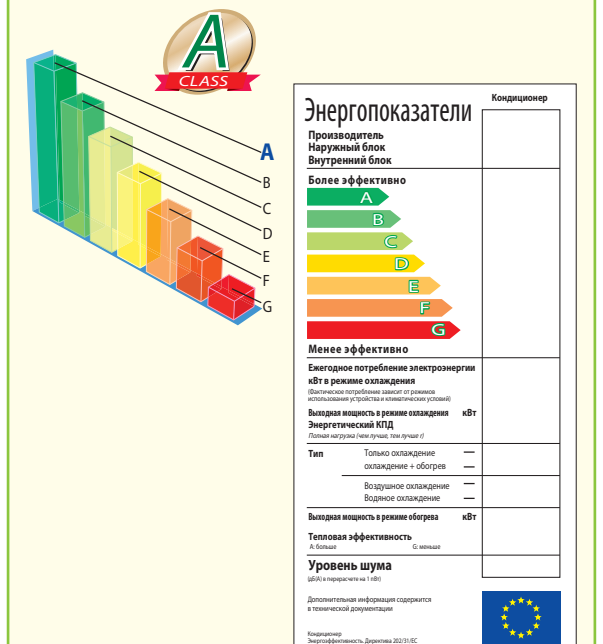 A
CLASS
A
B
C
D
E
F
G
Кондиционер
Энергопоказатели
Производитель
Наружный блок
Внутренний блок
Более эффективно
A
B
C
D
E
F
G
Менее эффективно
Ежегодное потребление электроэнергии
кВт в режиме охлаждения
(Фактическое потребление зависит от режимов
использования устройства и климатических условий)
Выходная мощность в режиме охлаждения кВт
Энергетический КПД
Полная нагрузка (чем лучше, тем лучше г)
Тип Только охлаждение —
охлаждение + обогрев —
Воздушное охлаждение —
Водяное охлаждение —
Выходная мощность в режиме обогрева кВт
Тепловая эффективность
A: больше G: меньше
Уровень шума
(дБ(А) в перерасчете на 1 пВт)
Дополнительная информация содержится
в технической документации
Кондиционер
Энергоэффективность. Директива 202/31/EC